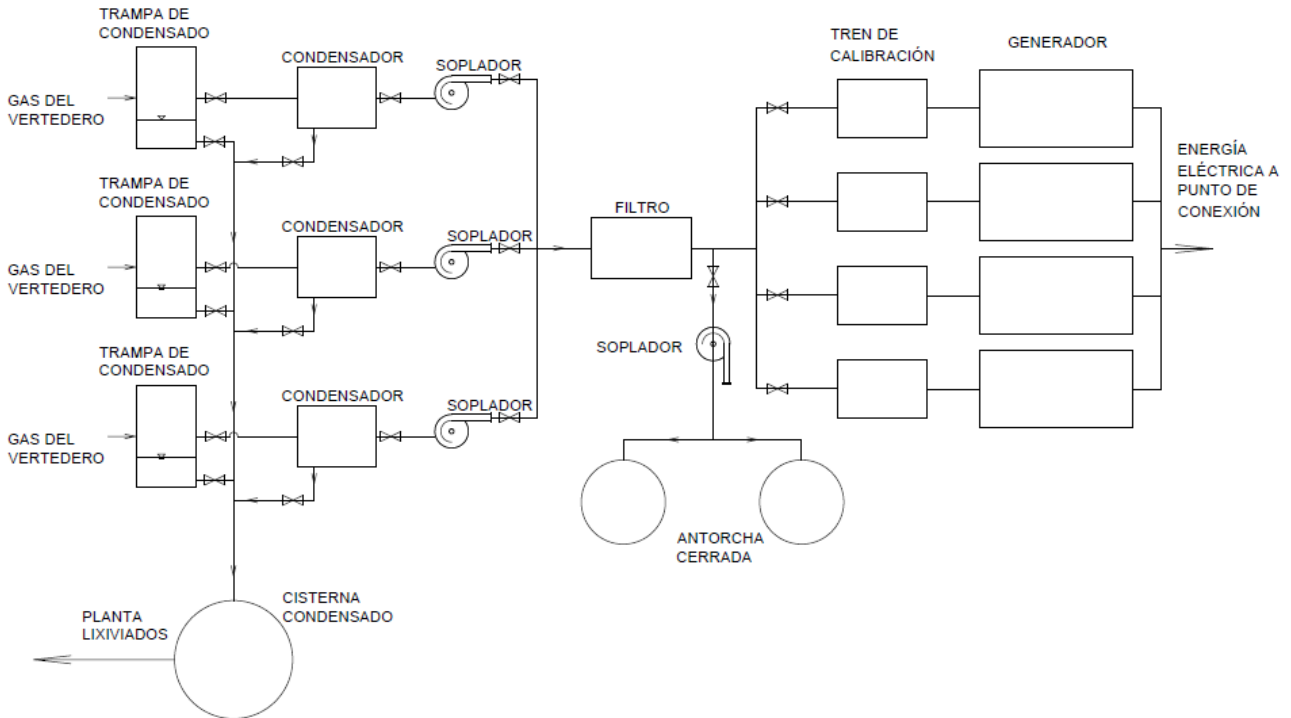 TRAMPA DE
CONDENSADO
CONDENSADOR
SOPLADOR
GAS DEL
VERTEDERO
TREN DE
CALIBRACIÓN
GENERADOR
TRAMPA DE
CONDENSADO
CONDENSADOR
SOPLADOR
GAS DEL
VERTEDERO
FILTRO
ENERGÍA
ELÉCTRICA A
PUNTO DE
CONEXIÓN
TRAMPA DE
CONDENSADO
CONDENSADOR
SOPLADOR
GAS DEL
VERTEDERO
SOPLADOR
ANTORCHA
CERRADA
CISTERNA
CONDENSADO
PLANTA
LIXIVIADOS